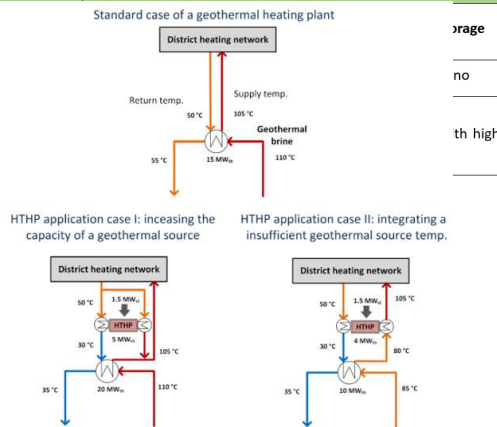 Standard case of a geothermal heating plant
District heating network
orage
no
Return temp.
Supply temp.
50 °C
105 °C
Geothermal
brine
55 °C
15 MWth
110 °C
ith high
HTHP application case I: inceasing the
capacity of a geothermal source
District heating network
50 °C
1.5 MWel
HTHP
5 MWth
30 °C
105 °C
35 °C
20 MWth
110 °C
HTHP application case II: integrating a
insufficient geothermal source temp.
District heating network
50 °C
1.5 MWel
105 °C
HTHP
4 MWth
30 °C
80 °C
35 °C
10 MWth
85 °C